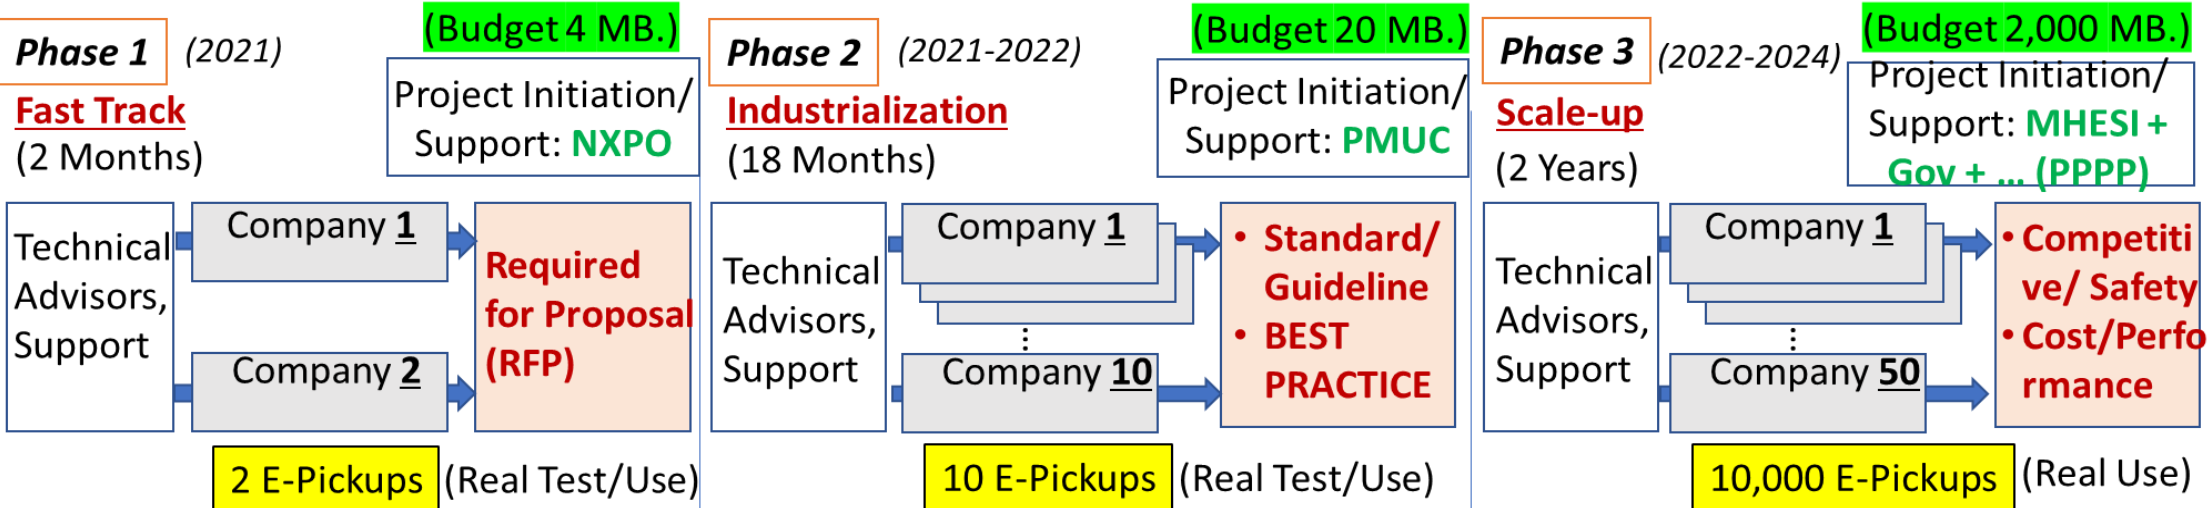 Phase 1 (2021)
(Budget 4 MB.)
Fast Track
(2 Months)
Project Initiation/
Support: NXPO
Technical
Advisors,
Support
Company 1
Company 2
Required
for Proposal
(RFP)
2 E-Pickups (Real Test/Use)
Phase 2 (2021-2022)
(Budget 20 MB.)
Industrialization
(18 Months)
Project Initiation/
Support: PMUC
Technical
Advisors,
Support
Company 1
⋮
Company 10
• Standard/
Guideline
• BEST
PRACTICE
10 E-Pickups (Real Test/Use)
Phase 3 (2022-2024)
(Budget 2,000 MB.)
Scale-up
(2 Years)
Project Initiation/
Support: MHESI +
Gov + ... (PPPP)
Technical
Advisors,
Support
Company 1
⋮
Company 50
• Competiti
ve/ Safety
• Cost/Perfo
rmance
10,000 E-Pickups (Real Use)